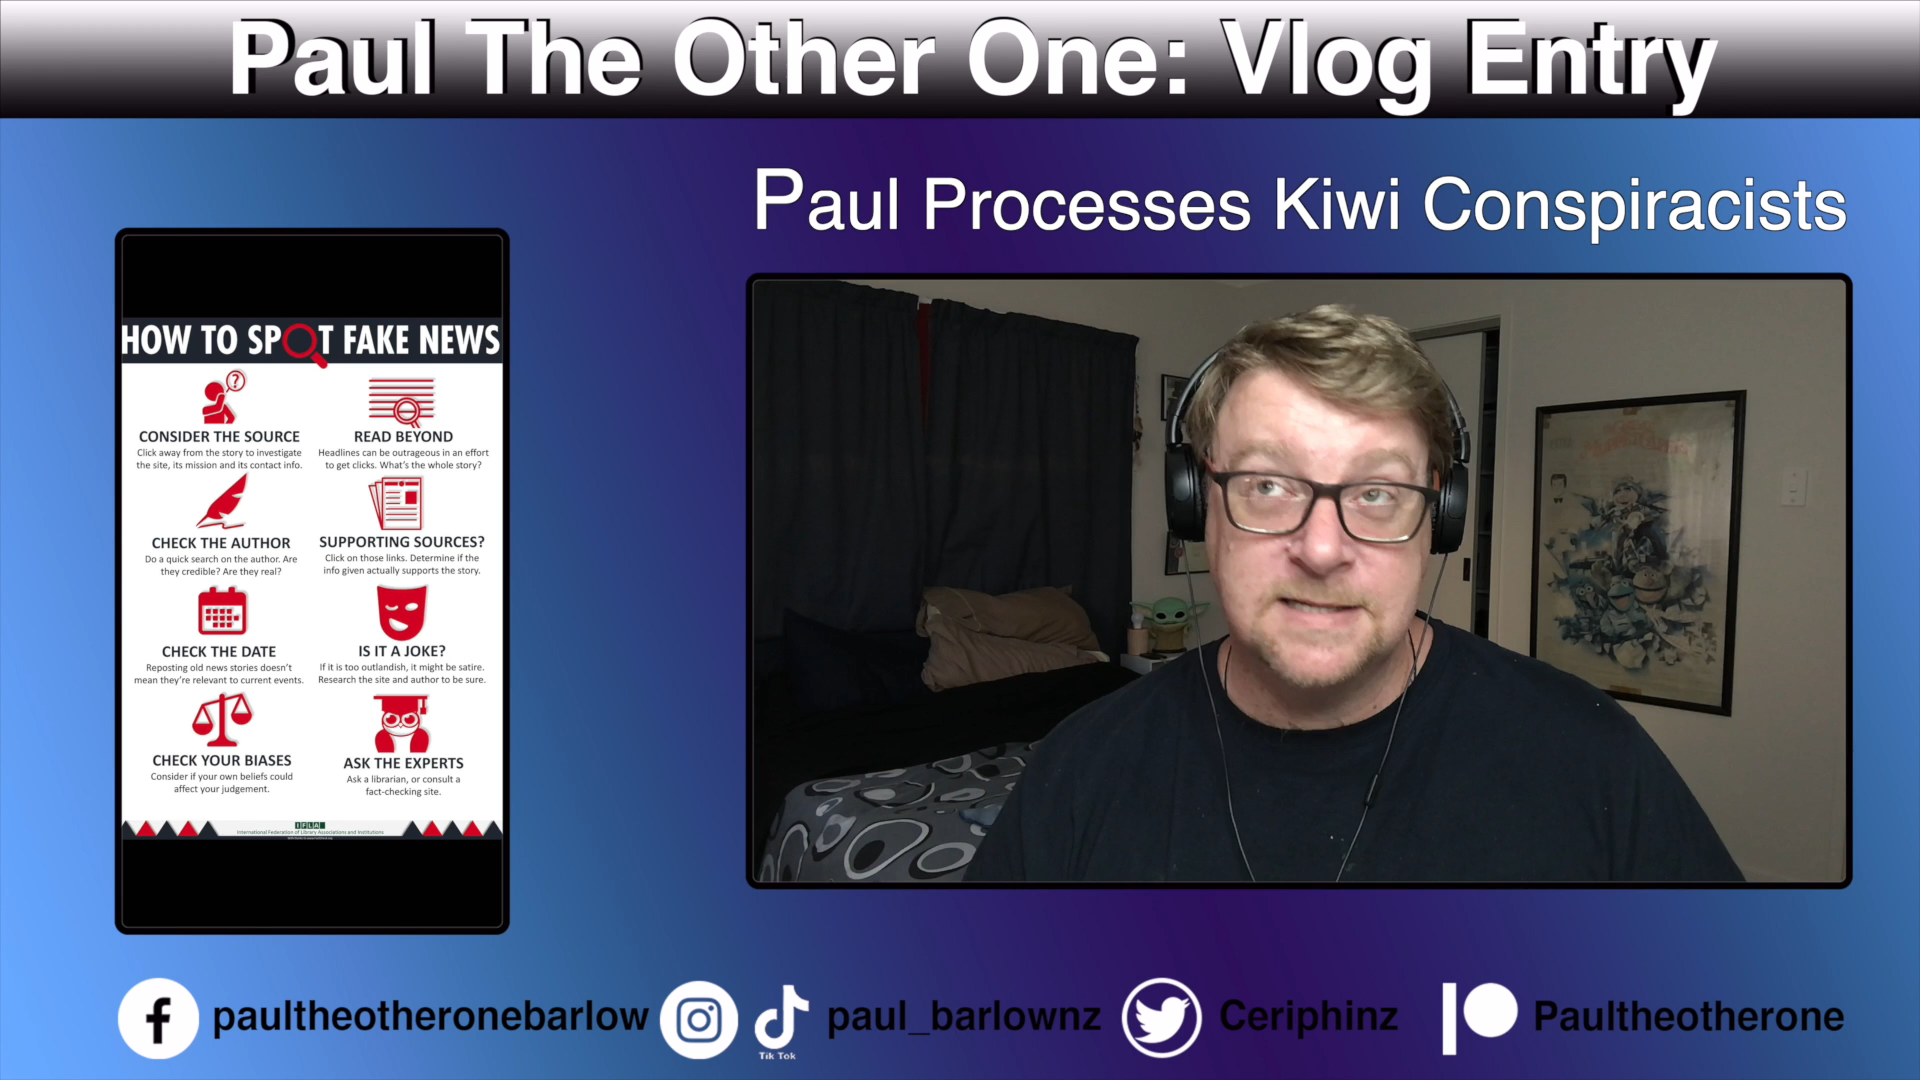 Paul The Other One: Vlog Entry
Paul Processes Kiwi Conspiracists
HOW TO SPOT FAKE NEWS
CONSIDER THE SOURCE
Click away from the story to investigate
the site, its mission and its contact info.
READ BEYOND
Headlines can be outrageous in an effort
to get clicks. What's the whole story?
CHECK THE AUTHOR
Do a quick search on the author. Are
they credible? Are they real?
SUPPORTING SOURCES?
Click on those links. Determine if the
info given actually supports the story.
CHECK THE DATE
Reposting old news stories doesn't
mean they're relevant to current events.
IS IT A JOKE?
If it is too outlandish, it might be satire.
Research the site and author to be sure.
CHECK YOUR BIASES
Consider if your own beliefs could
affect your judgement.
ASK THE EXPERTS
Ask a librarian, or consult a
fact-checking site.
IFLA
International Federation of Library Associations and Institutions
paultheotheronebarlow
Tik Tok
paul_barlownz
Ceriphinz
Paultheotherone